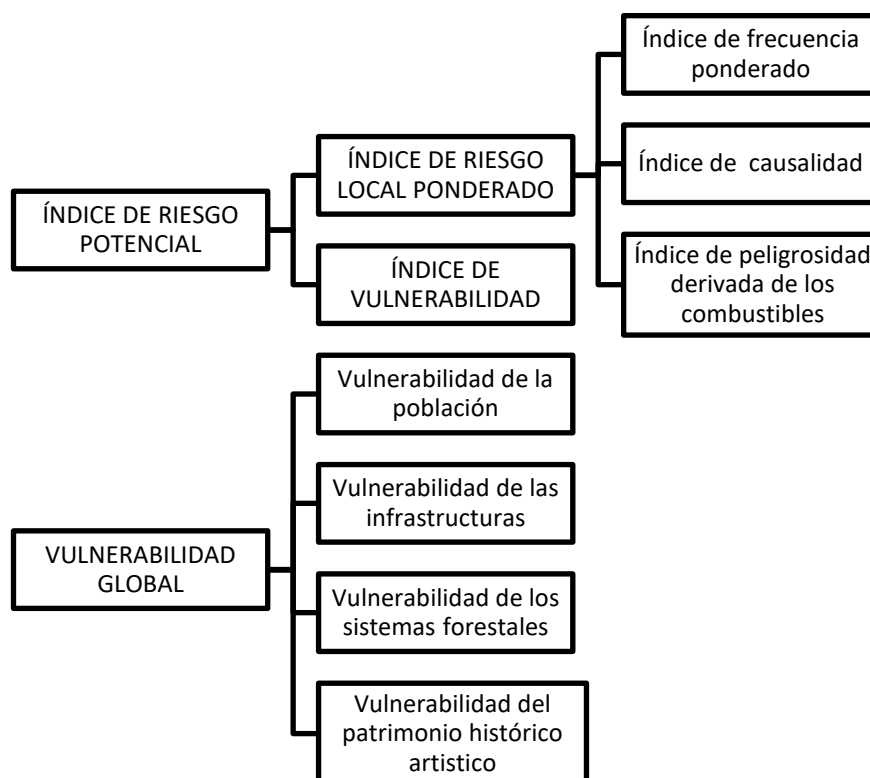 ÍNDICE DE RIESGO
POTENCIAL
ÍNDICE DE RIESGO
LOCAL PONDERADO
Índice de frecuencia
ponderado
Índice de causalidad
Índice de peligrosidad
derivada de los
combustibles
ÍNDICE DE
VULNERABILIDAD
VULNERABILIDAD
GLOBAL
Vulnerabilidad de la
población
Vulnerabilidad de las
infrastructuras
Vulnerabilidad de los
sistemas forestales
Vulnerabilidad del
patrimonio histórico
artistico